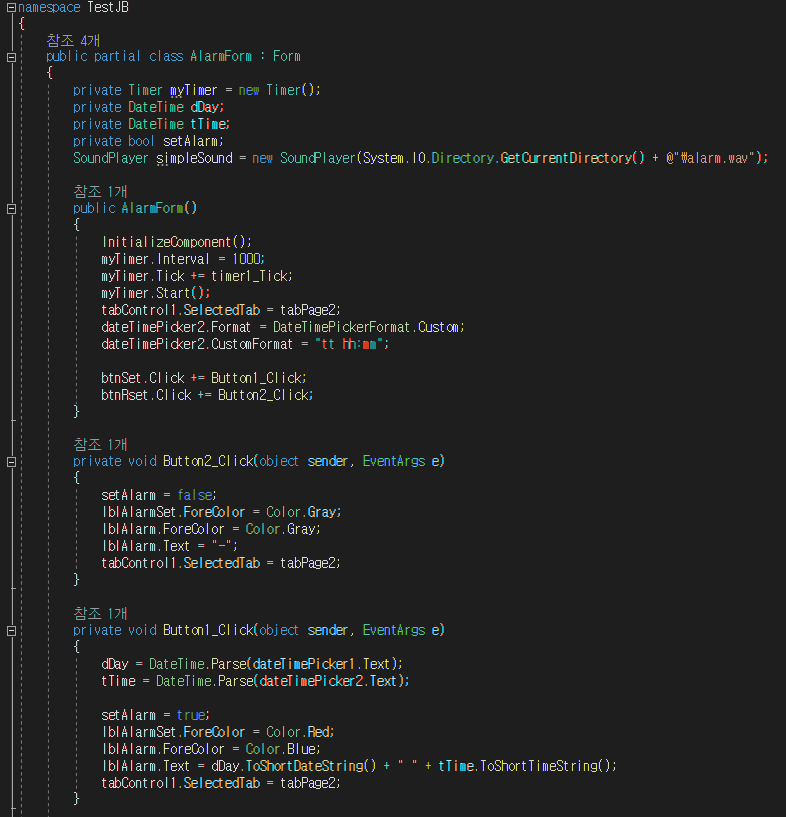 namespace TestJB
{
참조 4개
public partial class AlarmForm : Form
{
private Timer myTimer = new Timer();
private DateTime dDay;
private DateTime tTime;
private bool setAlarm;
SoundPlayer simpleSound = new SoundPlayer(System.IO.Directory.GetCurrentDirectory() + @"\alarm.wav");
참조 1개
public AlarmForm()
{
InitializeComponent();
myTimer.Interval = 1000;
myTimer.Tick += timer1_Tick;
myTimer.Start();
tabControl1.SelectedTab = tabPage2;
dateTimePicker2.Format = DateTimePickerFormat.Custom;
dateTimePicker2.CustomFormat = "tt hh:mm";
btnSet.Click += Button1_Click;
btnRset.Click += Button2_Click;
}
참조 1개
private void Button2_Click(object sender, EventArgs e)
{
setAlarm = false;
lblAlarmSet.ForeColor = Color.Gray;
lblAlarm.ForeColor = Color.Gray;
lblAlarm.Text = "-";
tabControl1.SelectedTab = tabPage2;
}
참조 1개
private void Button1_Click(object sender, EventArgs e)
{
dDay = DateTime.Parse(dateTimePicker1.Text);
tTime = DateTime.Parse(dateTimePicker2.Text);
setAlarm = true;
lblAlarmSet.ForeColor = Color.Red;
lblAlarm.ForeColor = Color.Blue;
lblAlarm.Text = dDay.ToShortDateString() + " " + tTime.ToShortTimeString();
tabControl1.SelectedTab = tabPage2;
}